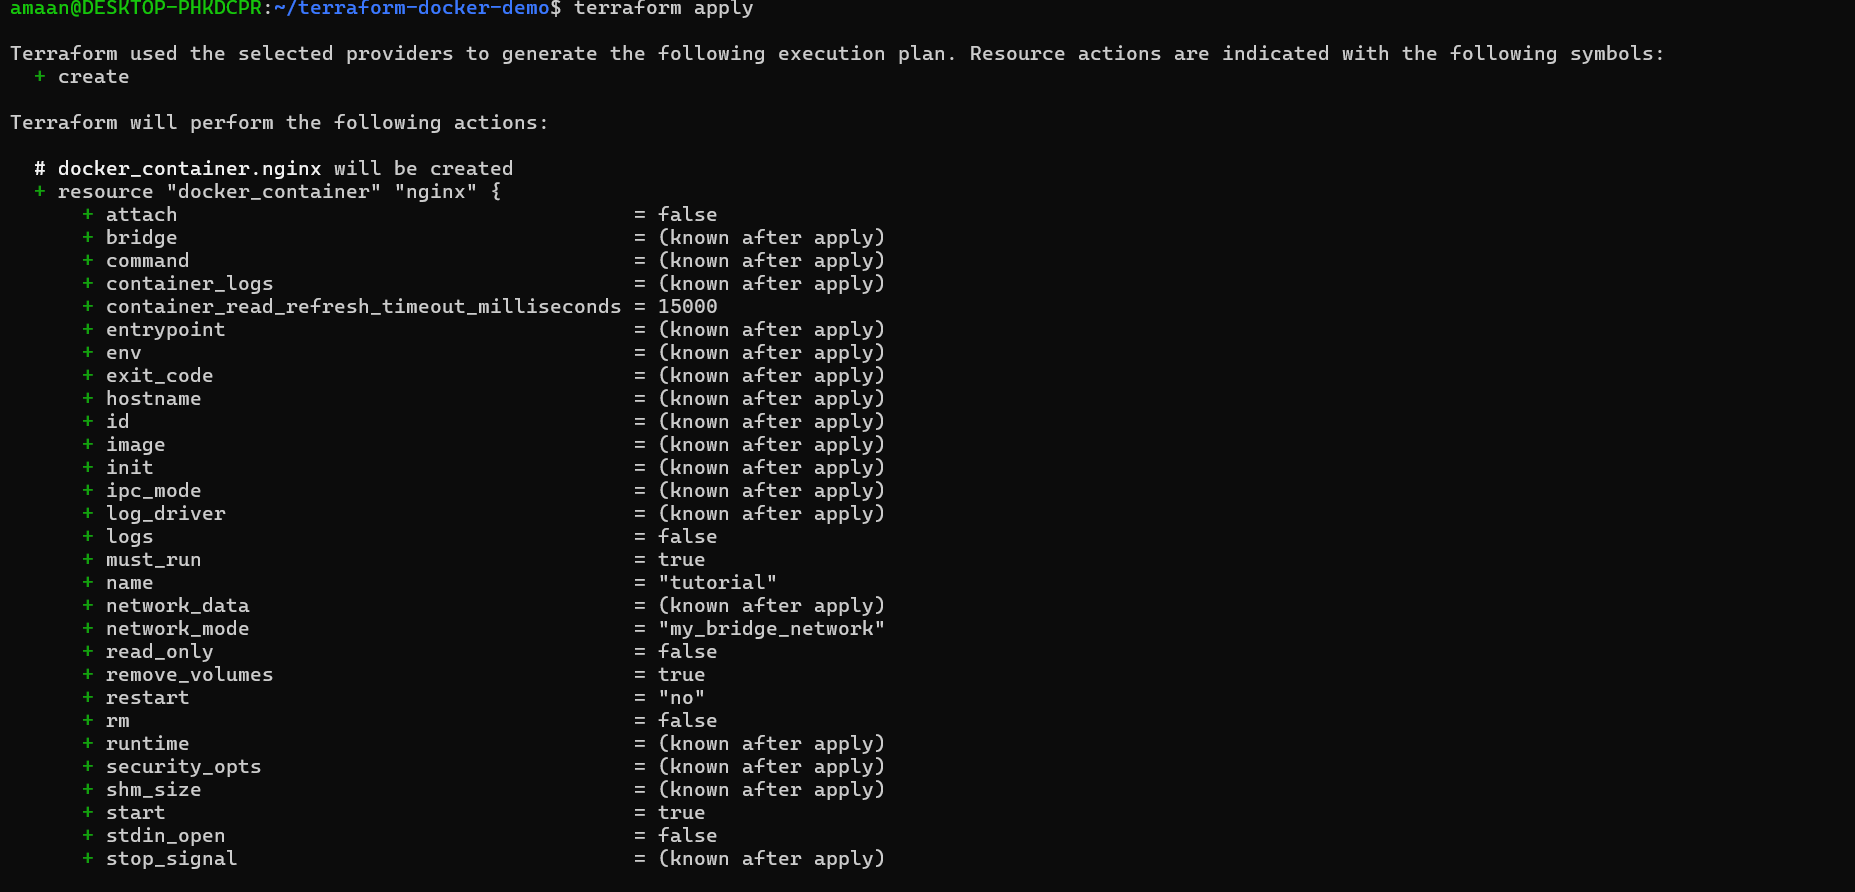 amaan@DESKTOP-PHKDCPR:~/terraform-docker-demo$ terraform apply
Terraform used the selected providers to generate the following execution plan. Resource actions are indicated with the following symbols:
+ create
Terraform will perform the following actions:
# docker_container.nginx will be created
+ resource "docker_container" "nginx" {
+ attach = false
+ bridge = (known after apply)
+ command = (known after apply)
+ container_logs = (known after apply)
+ container_read_refresh_timeout_milliseconds = 15000
+ entrypoint = (known after apply)
+ env = (known after apply)
+ exit_code = (known after apply)
+ hostname = (known after apply)
+ id = (known after apply)
+ image = (known after apply)
+ init = (known after apply)
+ ipc_mode = (known after apply)
+ log_driver = (known after apply)
+ logs = false
+ must_run = true
+ name = "tutorial"
+ network_data = (known after apply)
+ network_mode = "my_bridge_network"
+ read_only = false
+ remove_volumes = true
+ restart = "no"
+ rm = false
+ runtime = (known after apply)
+ security_opts = (known after apply)
+ shm_size = (known after apply)
+ start = true
+ stdin_open = false
+ stop_signal = (known after apply)